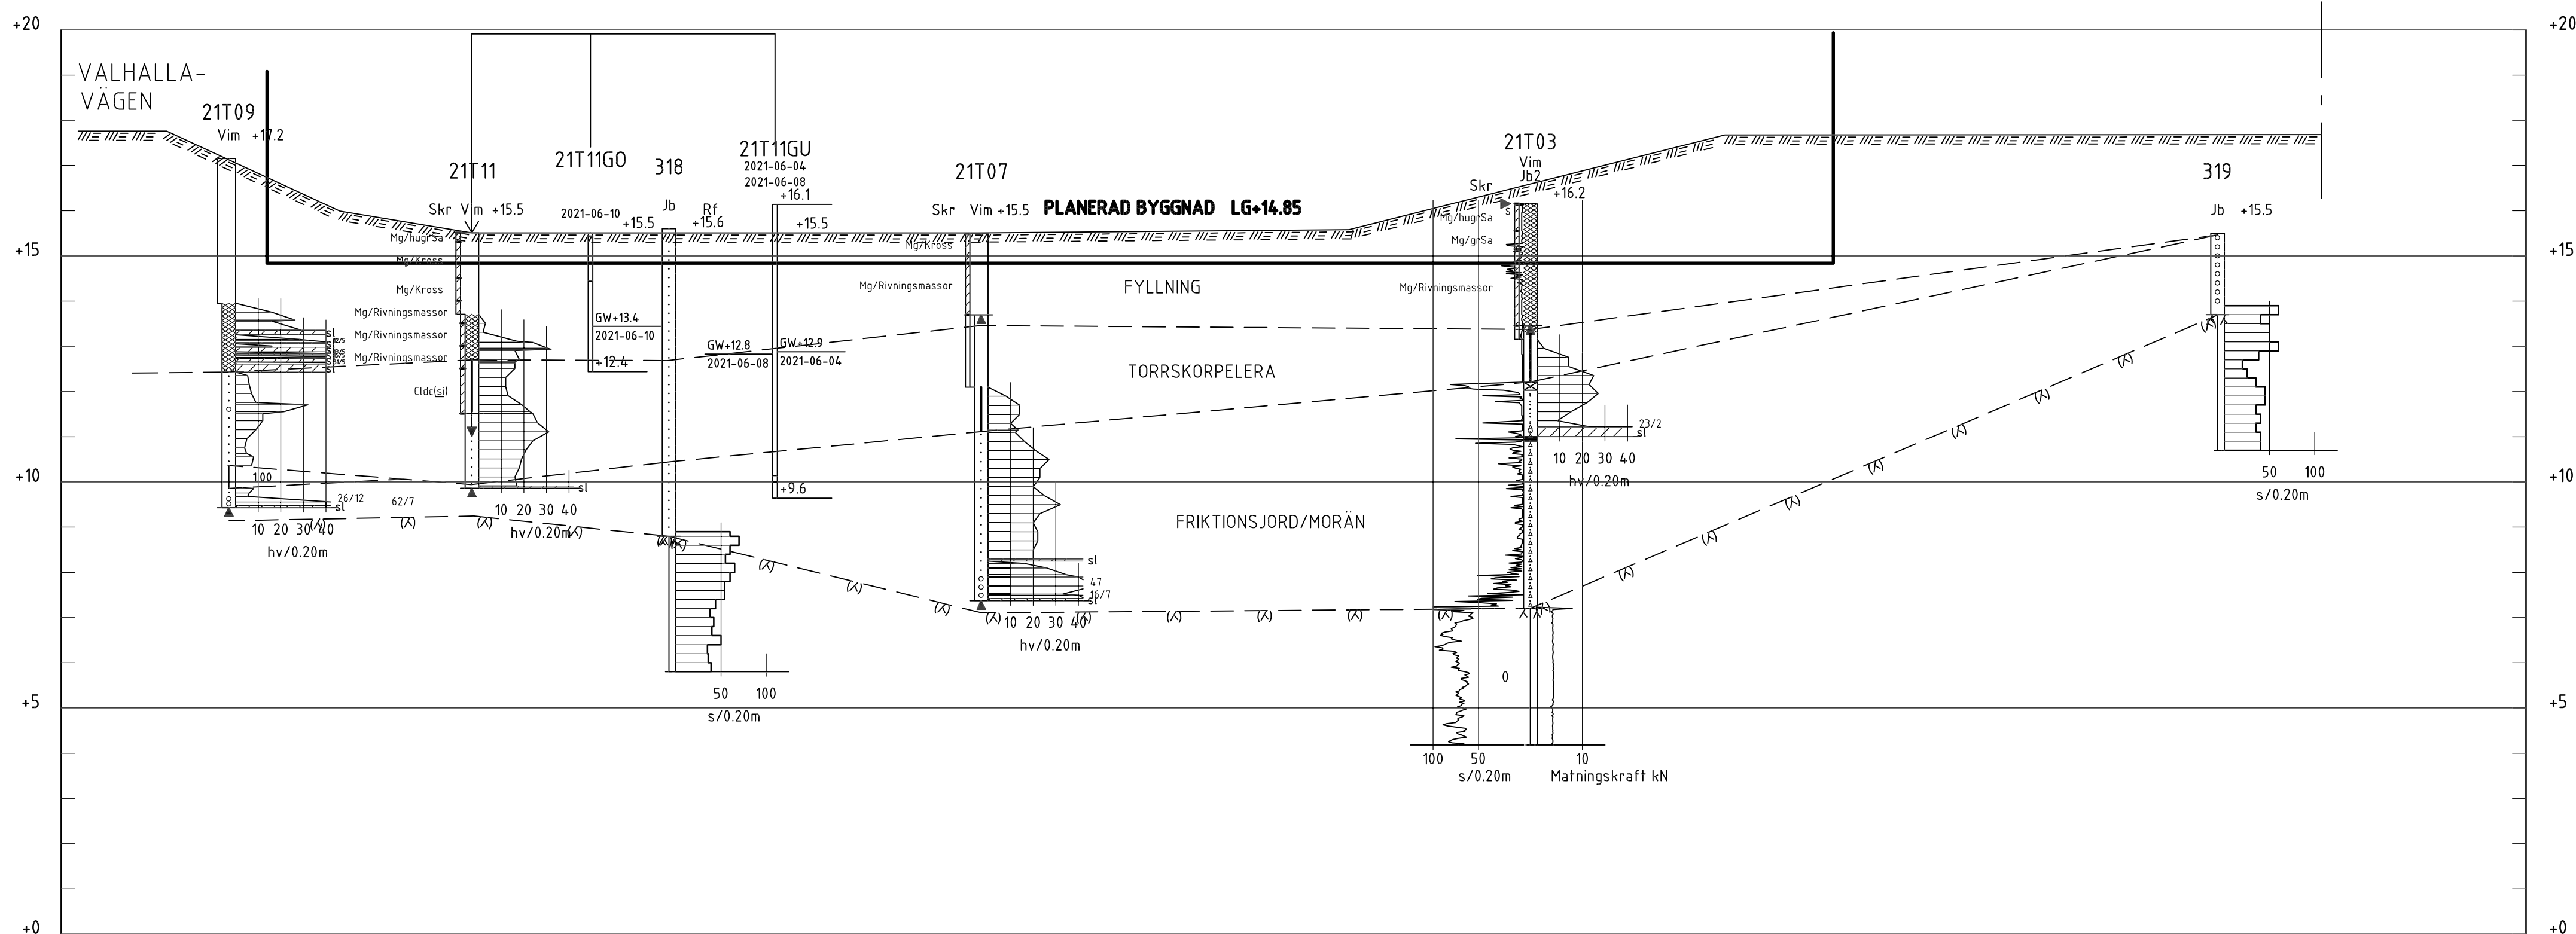 +20
+20
VALHALLA-
VÄGEN
21T09
Vim +17.2
21T11
Skr Vim +15.5
21T11GO
2021-06-10
318
Jb
+15.5
Rf
+15.6
21T11GU
2021-06-04
2021-06-08
+16.1
+15.5
21T07
Skr Vim +15.5
PLANERAD BYGGNAD LG+14.85
21T03
Vim
Jb2
Skr
+16.2
319
Jb +15.5
+15
+15
Mg/hugrSa
Mg/Kross
Mg/Kross
Mg/Rivningsmassor
Mg/Rivningsmassor
Mg/Rivningsmassor
Cldc(si)
Mg/Kross
Mg/Rivningsmassor
s
Mg/hugrSa
Mg/grSa
Mg/Rivningsmassor
FYLLNING
TORRSKORPELERA
FRIKTIONSJORD/MORÄN
GW+13.4
2021-06-10
+12.4
GW+12.8
2021-06-08
GW+12.9
2021-06-04
+9.6
+10
+10
sl
sl
100
26/12
sl
62/7
10 20 30 40
hv/0.20m
sl
10 20 30 40
hv/0.20m
50 100
s/0.20m
sl
47
16/7
sl
10 20 30 40
hv/0.20m
23/2
sl
10 20 30 40
hv/0.20m
0
100 50
s/0.20m
10
Matningskraft kN
50 100
s/0.20m
+5
+5
+0
+0